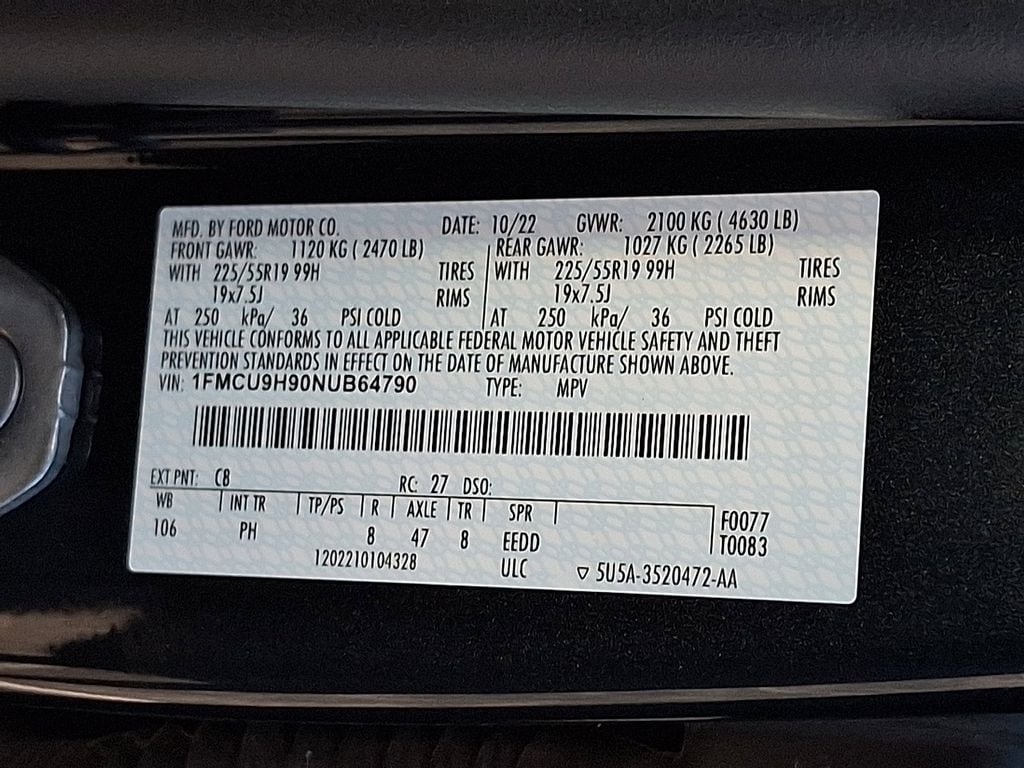 MFD. BY FORD MOTOR CO. DATE: 10/22 GVWR: 2100 KG ( 4630 LB)
FRONT GAWR: 1120 KG ( 2470 LB) REAR GAWR: 1027 KG ( 2265 LB)
WITH 225/55R19 99H TIRES WITH 225/55R19 99H TIRES
19x7.5J RIMS 19x7.5J RIMS
AT 250 kPa/ 36 PSI COLD AT 250 kPa/ 36 PSI COLD
THIS VEHICLE CONFORMS TO ALL APPLICABLE FEDERAL MOTOR VEHICLE SAFETY AND THEFT
PREVENTION STANDARDS IN EFFECT ON THE DATE OF MANUFACTURE SHOWN ABOVE.
VIN: 1FMCU9H90NUB64790 TYPE: MPV
EXT PNT: CB RC: 27 DSO:
WB INT TR TP/PS R AXLE TR SPR F0077
106 PH 8 47 8 EEDD T0083
1202210104328 ULC ▽ 5U5A-3520472-AA